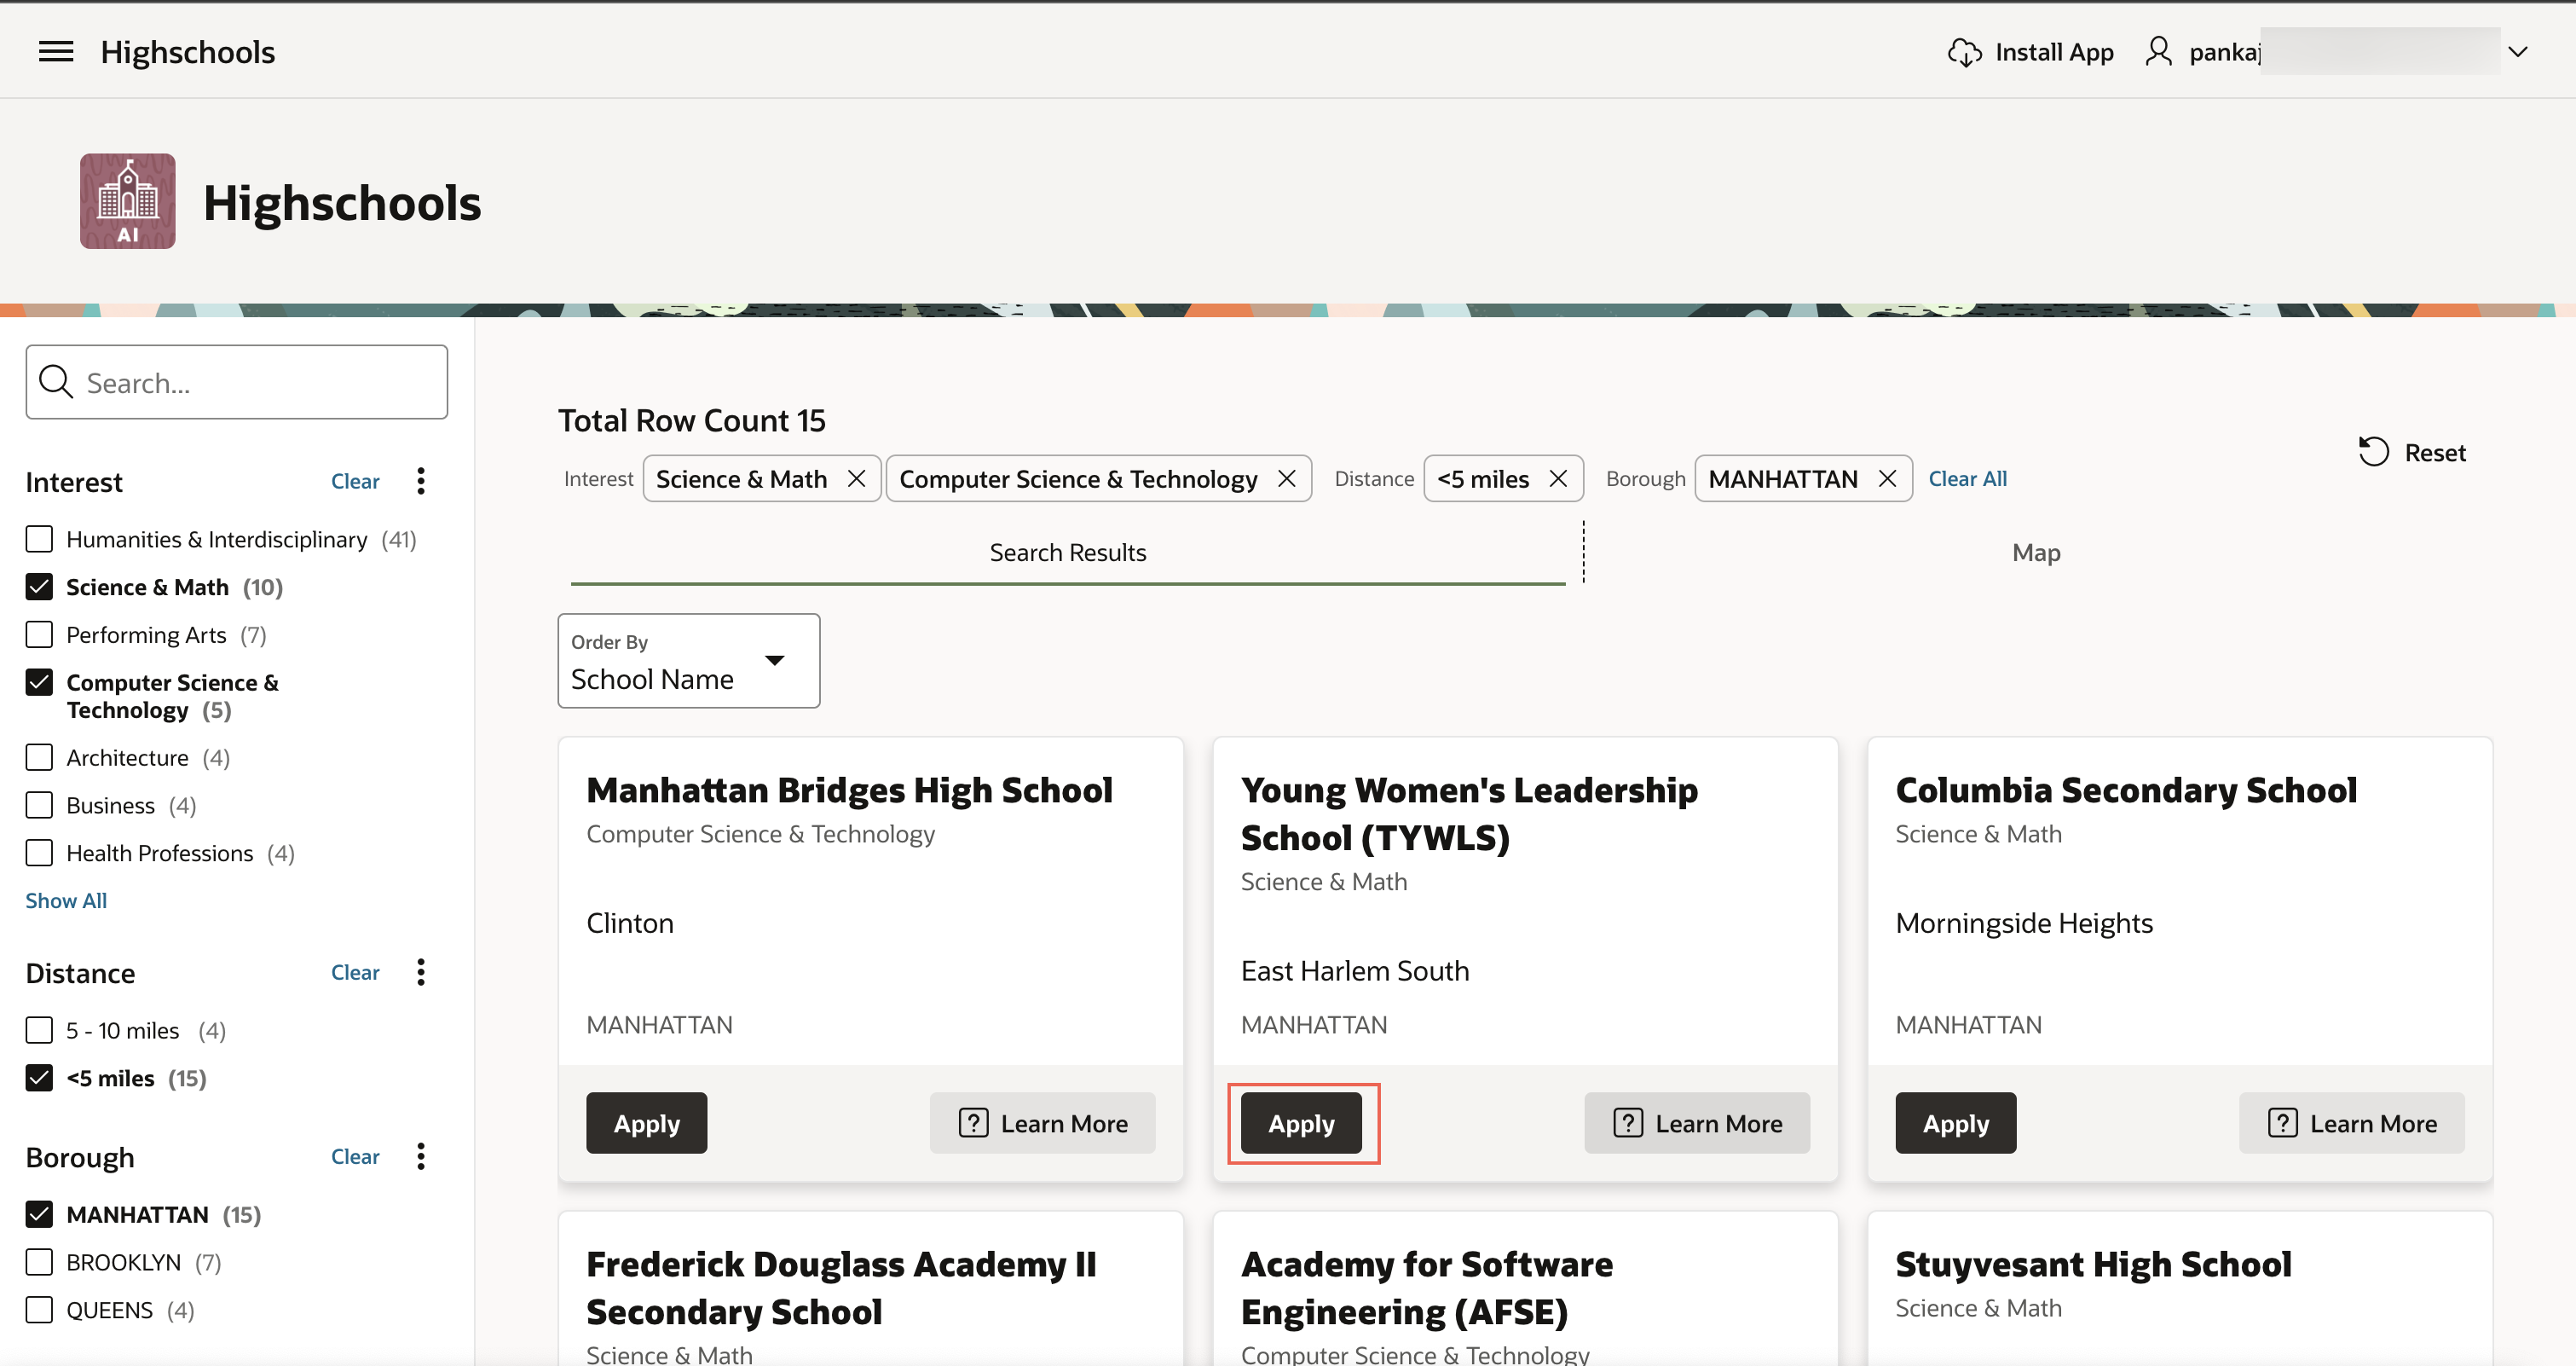 Highschools
Install App
AI
Highschools
Search...
Interest Clear
Humanities & Interdisciplinary (41)
Science & Math (10)
Performing Arts (7)
Computer Science &
Technology (5)
Architecture (4)
Business (4)
Health Professions (4)
Show All
Distance Clear
5 - 10 miles (4)
<5 miles (15)
Borough Clear
MANHATTAN (15)
BROOKLYN (7)
QUEENS (4)
Total Row Count 15
Interest Science & Math Computer Science & Technology Distance <5 miles Borough MANHATTAN Clear All
Reset
Search Results Map
Order By
School Name
Manhattan Bridges High School
Computer Science & Technology
Clinton
MANHATTAN
Apply ? Learn More
Young Women's Leadership
School (TYWLS)
Science & Math
East Harlem South
MANHATTAN
Apply ? Learn More
Columbia Secondary School
Science & Math
Morningside Heights
MANHATTAN
Apply ? Learn More
Frederick Douglass Academy II
Secondary School
Science & Math
Academy for Software
Engineering (AFSE)
Computer Science & Technology
Stuyvesant High School
Science & Math